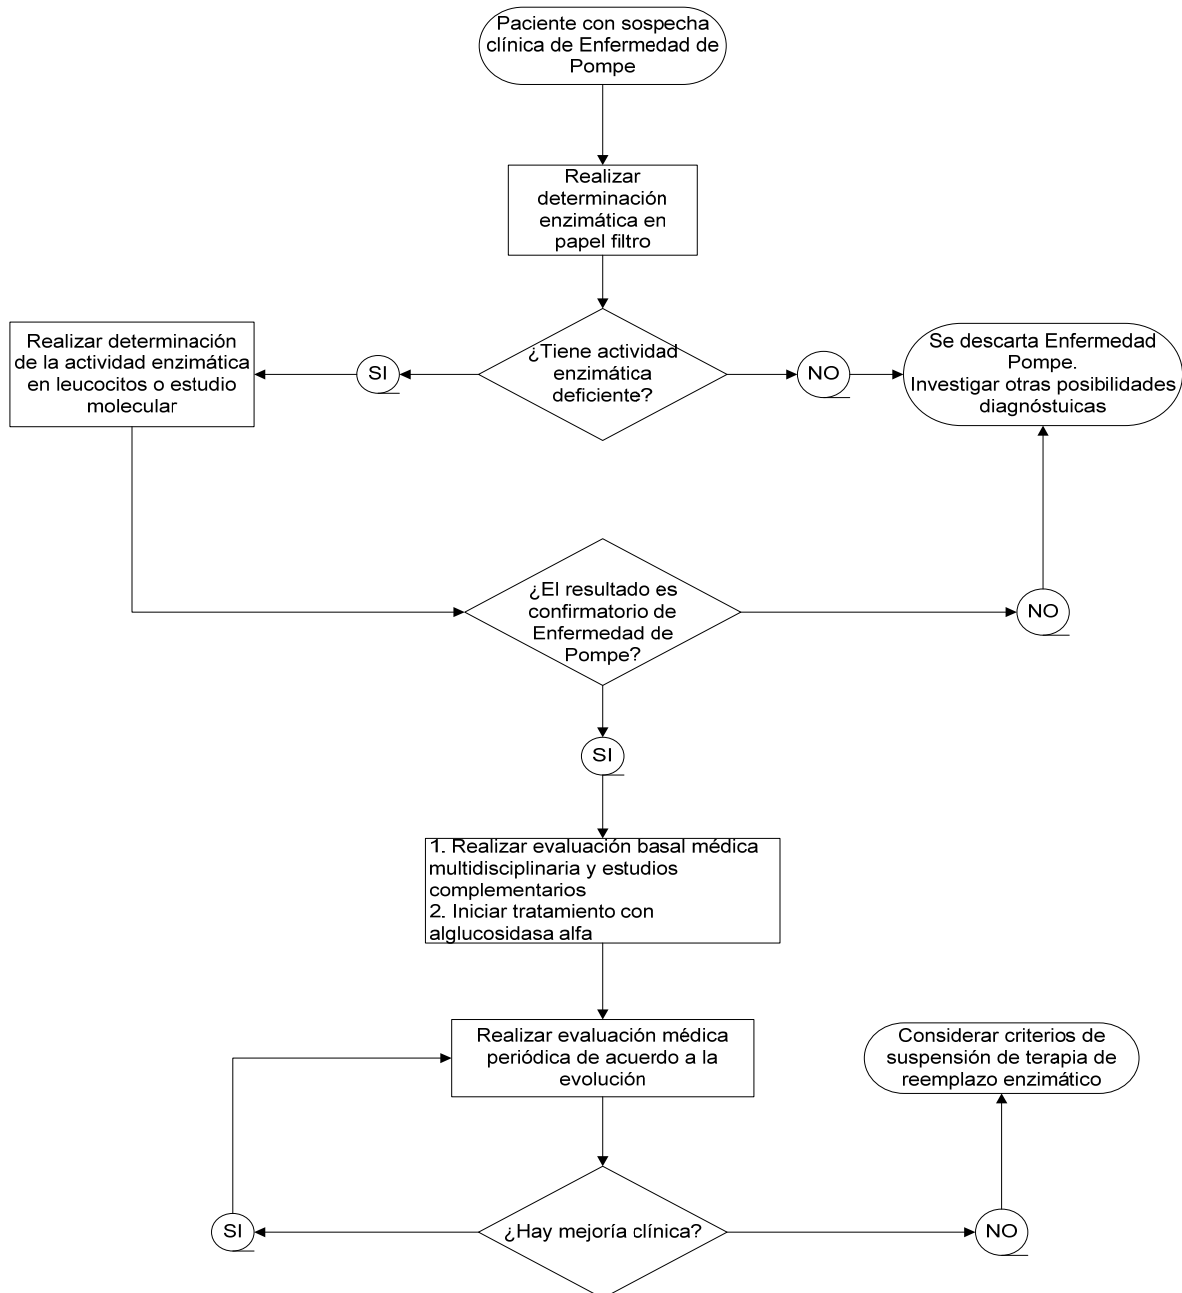 Paciente con sospecha
clínica de Enfermedad de
Pompe
Realizar
determinación
enzimática en
papel filtro
¿Tiene actividad
enzimática
deficiente?
SI
NO
Realizar determinación
de la actividad enzimática
en leucocitos o estudio
molecular
Se descarta Enfermedad
Pompe.
Investigar otras posibilidades
diagnóstuicas
¿El resultado es
confirmatorio de
Enfermedad de
Pompe?
NO
SI
1. Realizar evaluación basal médica
multidisciplinaria y estudios
complementarios
2. Iniciar tratamiento con
alglucosidasa alfa
Realizar evaluación médica
periódica de acuerdo a la
evolución
Considerar criterios de
suspensión de terapia de
reemplazo enzimático
¿Hay mejoría clínica?
SI
NO